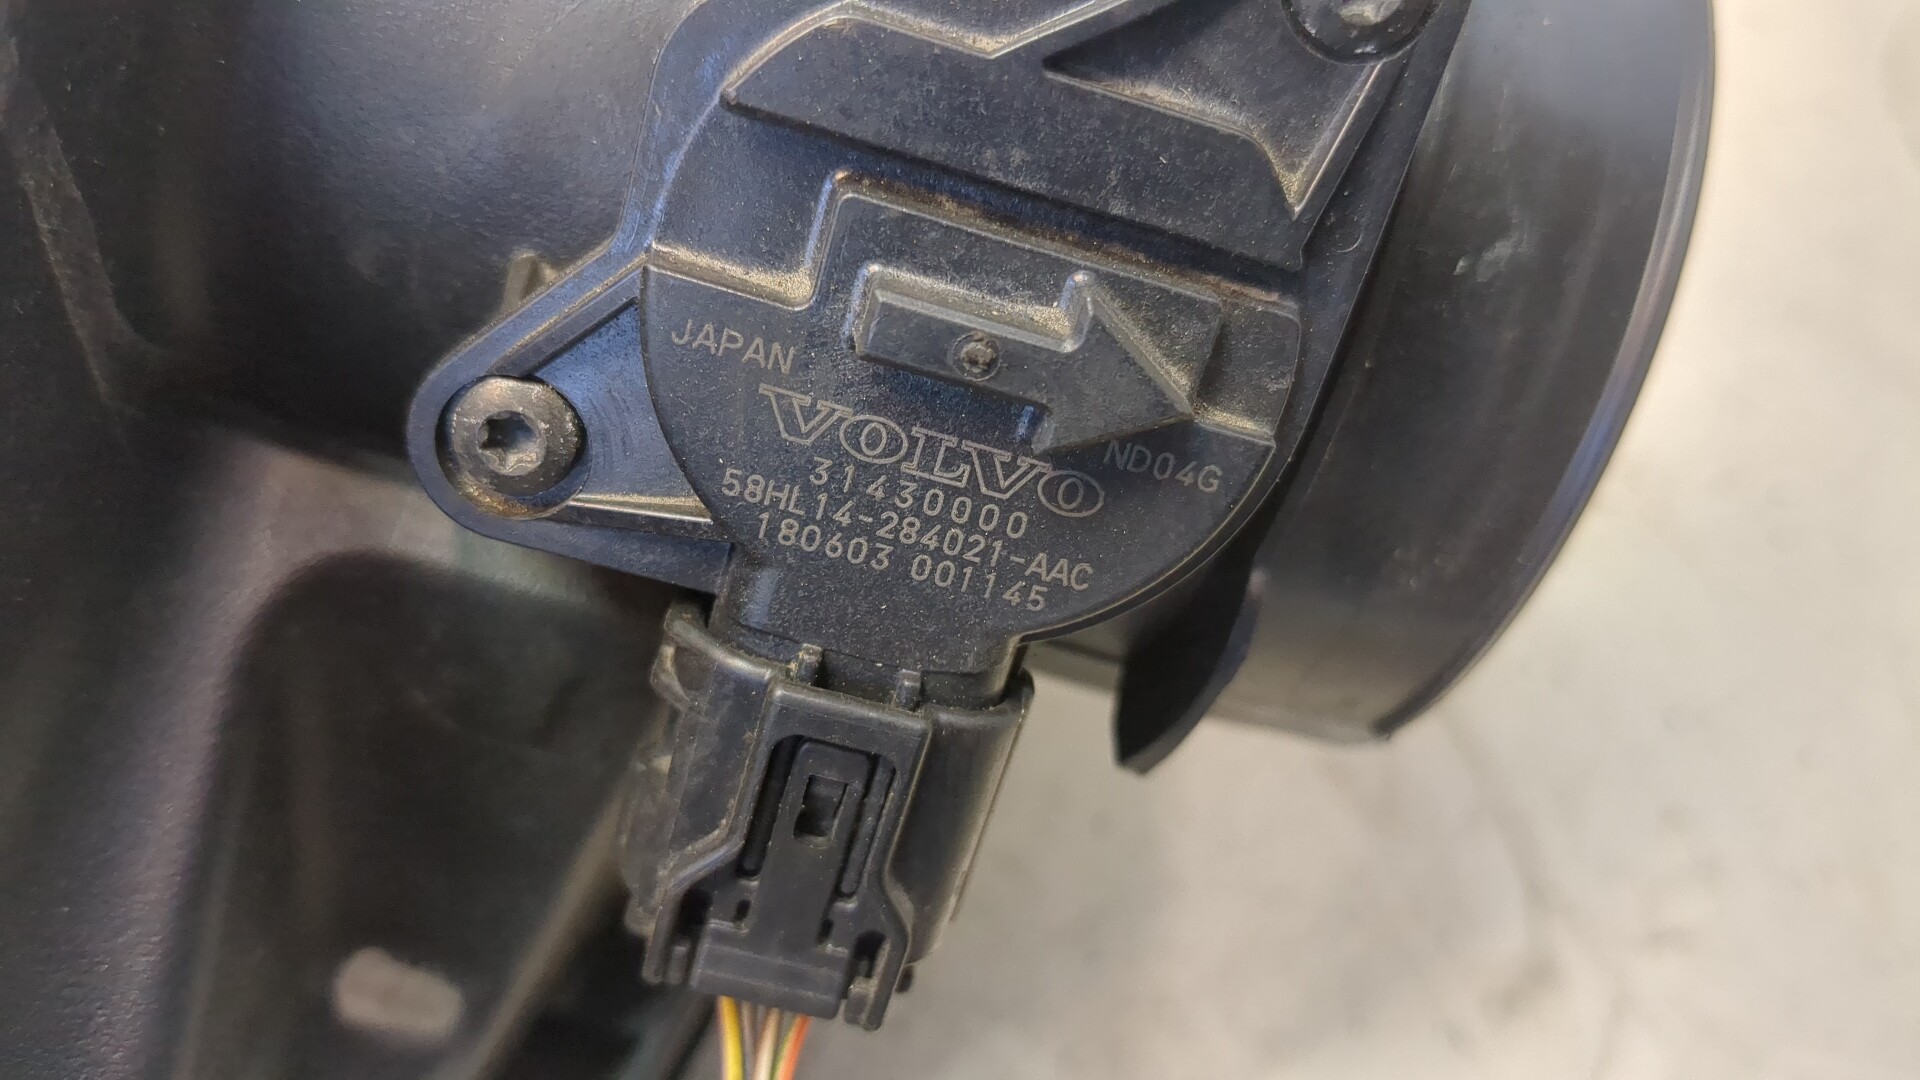 JAPAN
VOLVO
ND04G
31430000
58HL14-284021-AAC
180603 001145